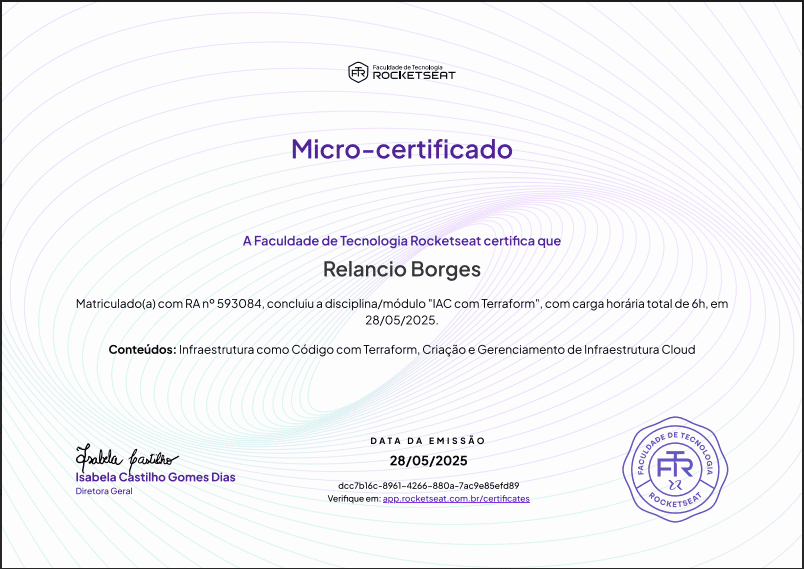 Faculdade de Tecnologia
ROCKETSEAT
Micro-certificado
A Faculdade de Tecnologia Rocketseat certifica que
Relancio Borges
Matriculado(a) com RA nº 593084, concluiu a disciplina/módulo "IAC com Terraform", com carga horária total de 6h, em
28/05/2025.
Conteúdos: Infraestrutura como Código com Terraform, Criação e Gerenciamento de Infraestrutura Cloud
Isabela Castilho
Isabela Castilho Gomes Dias
Diretora Geral
DATA DA EMISSÃO
28/05/2025
dcc7b16c-8961-4266-880a-7ac9e85efd89
Verifique em: app.rocketseat.com.br/certificates
FACULDADE DE TECNOLOGIA
FTR
ROCKETSEAT